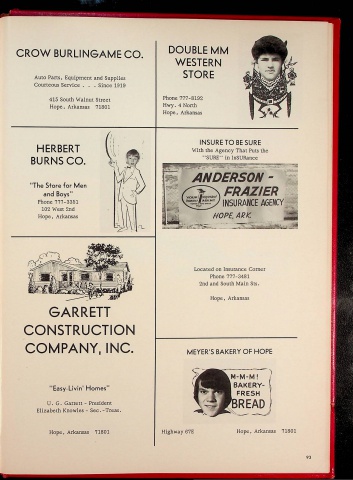 CROW BURLINGAME CO.
Auto Parts, Equipment and Supplies
Courteous Service . . . Since 1919
415 South Walnut Street
Hope, Arkansas 71801
DOUBLE MM
WESTERN
STORE
Phone 777-8192
Hwy. 4 North
Hope, Arkansas
HERBERT
BURNS CO.
"The Store for Men
and Boys"
Phone 777-3051
102 West 2nd
Hope, Arkansas
INSURE TO BE SURE
With the Agency That Puts the
"SURE" in InSURance
ANDERSON -
FRAZIER
INSURANCE AGENCY
HOPE, ARK.
Located on Insurance Corner
Phone 777-3481
2nd and South Main Sts.
Hope, Arkansas
GARRETT
CONSTRUCTION
COMPANY, INC.
"Easy-Livin' Homes"
U. G. Garrett - President
Elizabeth Knowles - Sec.-Treas.
Hope, Arkansas 71801
MEYER'S BAKERY OF HOPE
M-M-M!
BAKERY-
FRESH
BREAD
Highway 67E Hope, Arkansas 71801